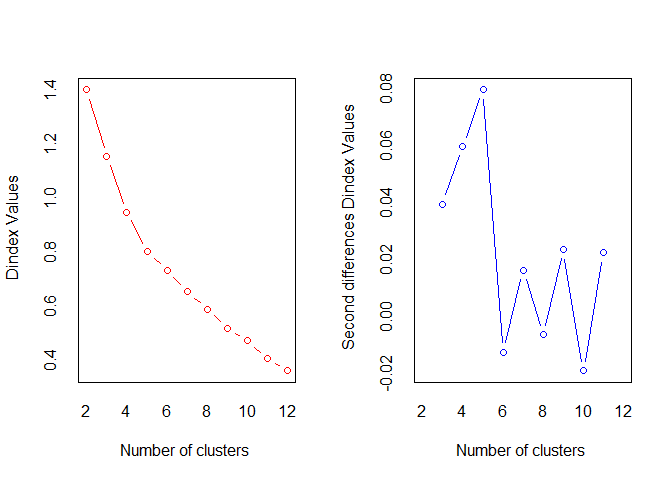 Dindex Values
1.4
1.2
1.0
0.8
0.6
0.4
2 4 6 8 10 12
Number of clusters
Second differences Dindex Values
0.08
0.06
0.04
0.02
0.00
-0.02
2 4 6 8 10 12
Number of clusters